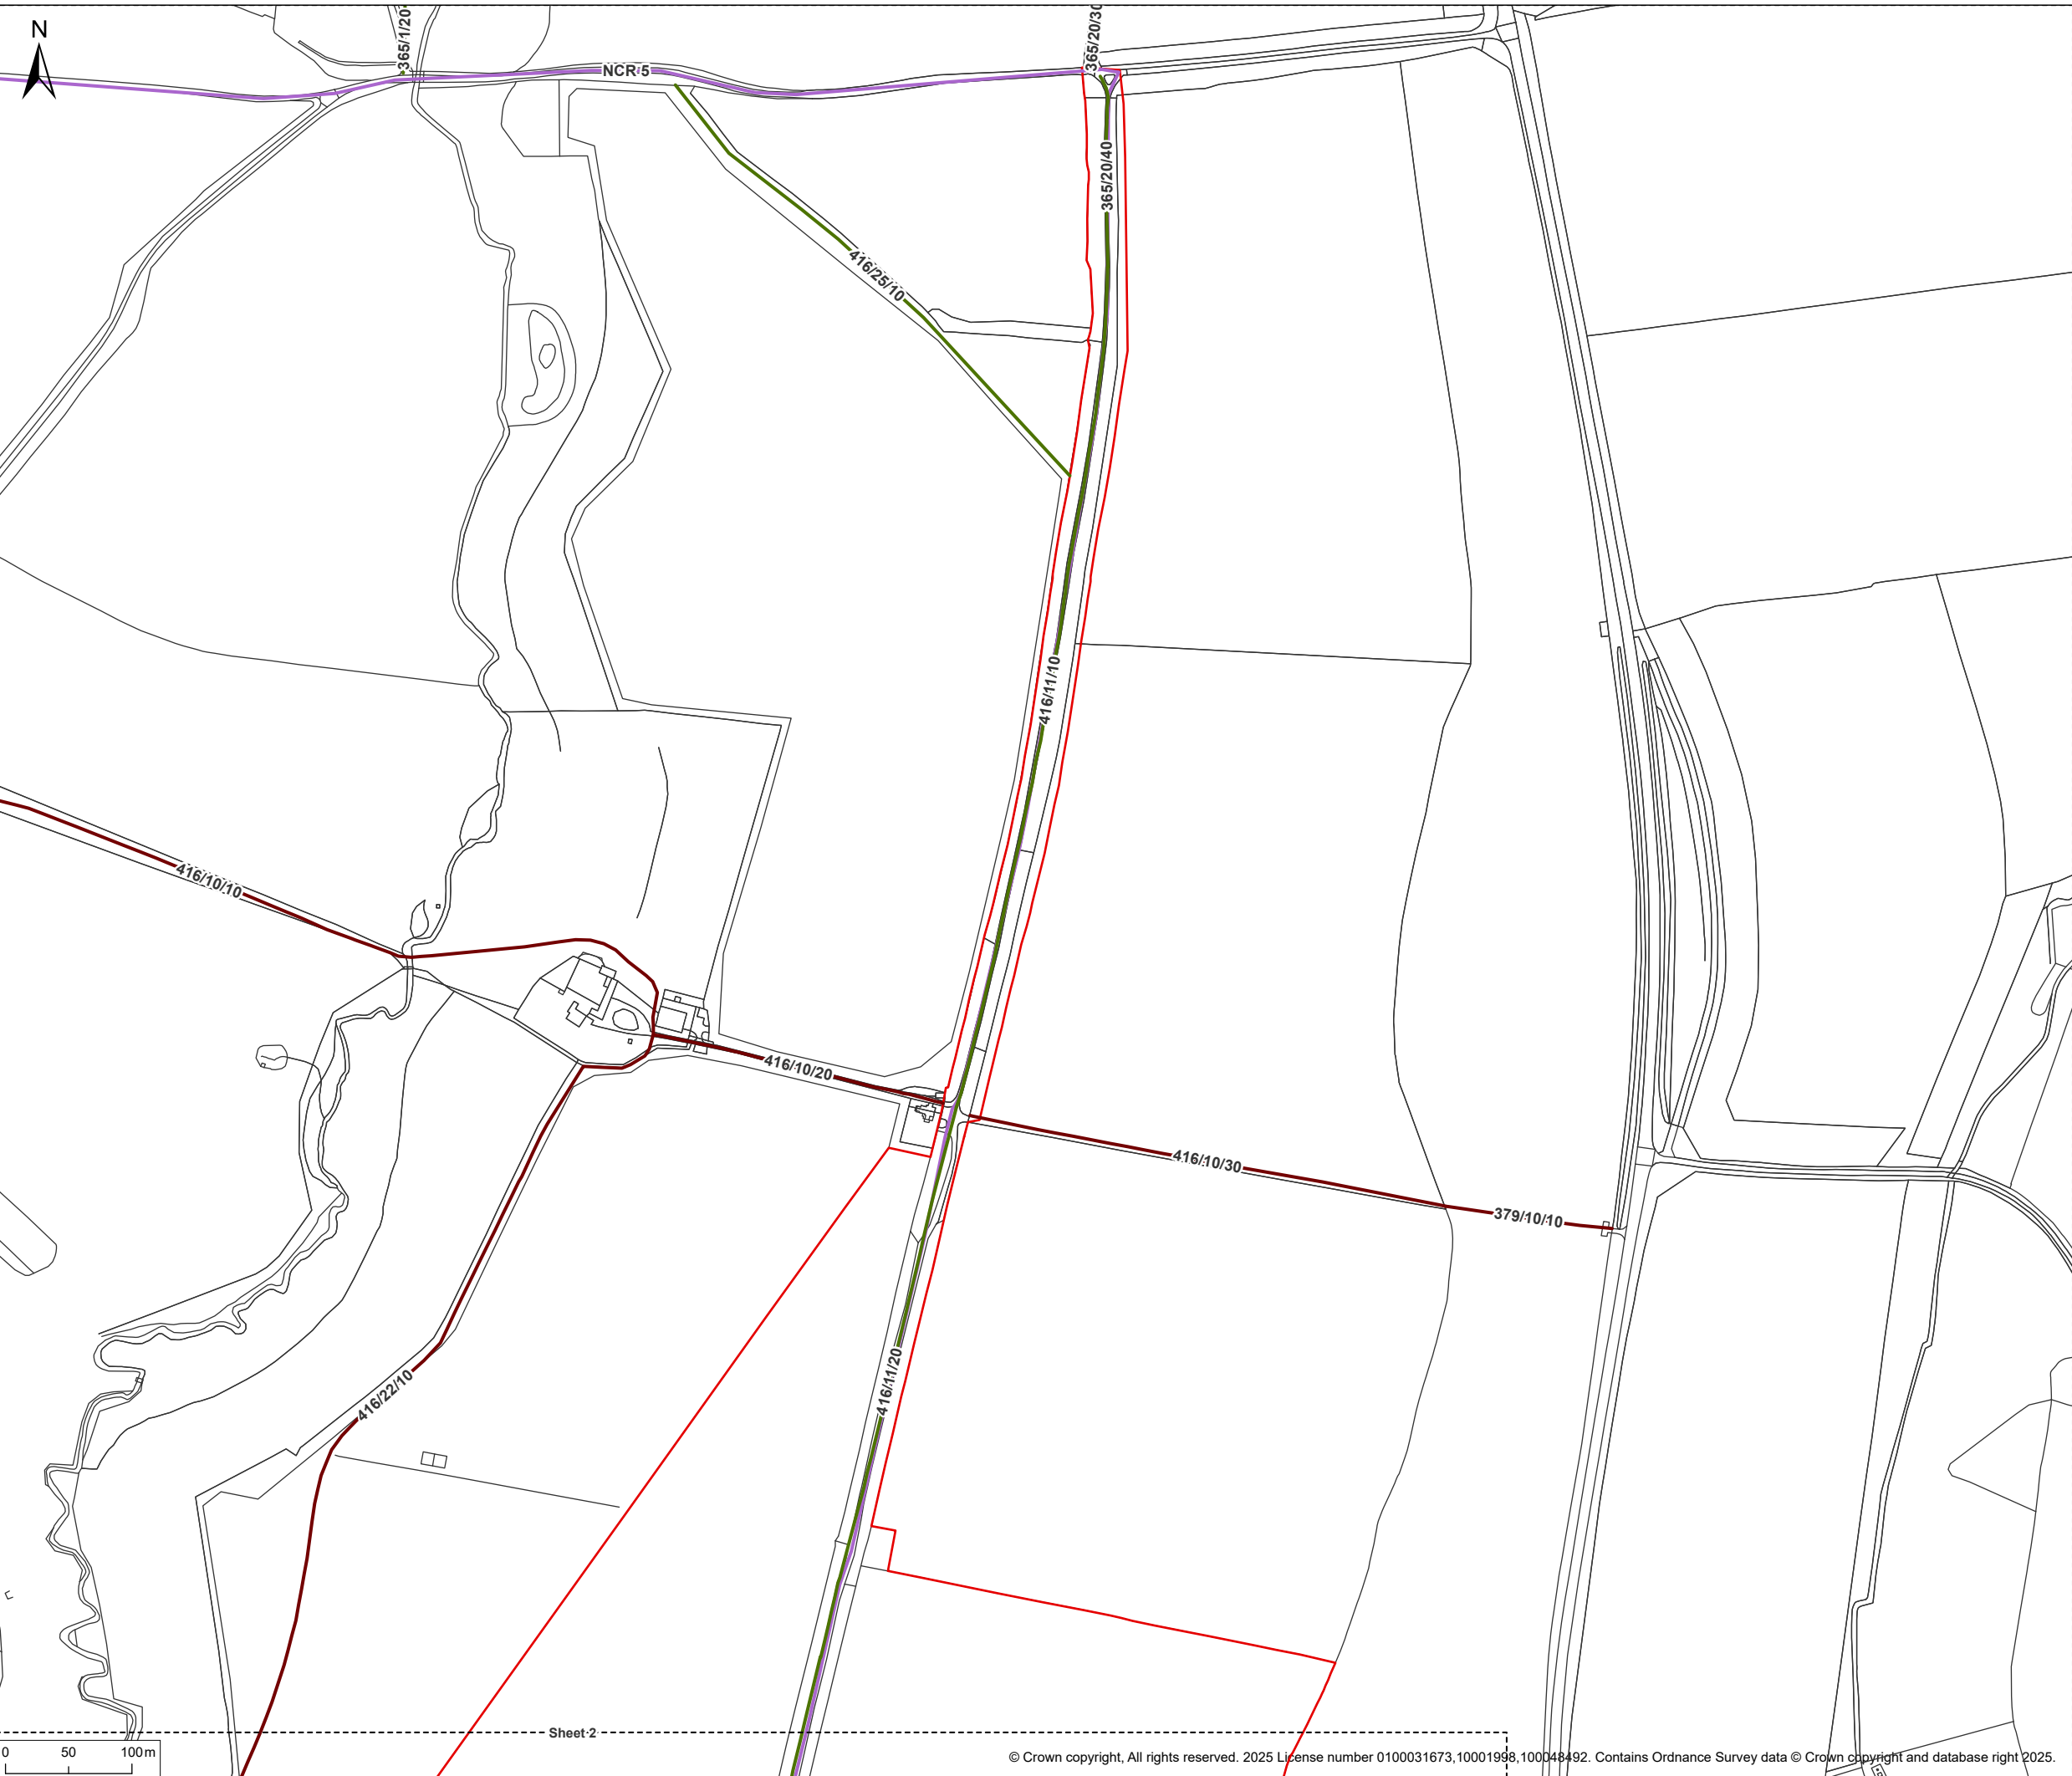 N
365/1/20
365/20/30
NCR 5
365/20/40
416/25/10
416/11/10
416/10/10
416/10/20
416/10/30
379/10/10
416/11/20
416/22/10
Sheet 2
0 50 100 m
© Crown copyright, All rights reserved. 2025 License number 0100031673,10001998,100048492. Contains Ordnance Survey data © Crown copyright and database right 2025.